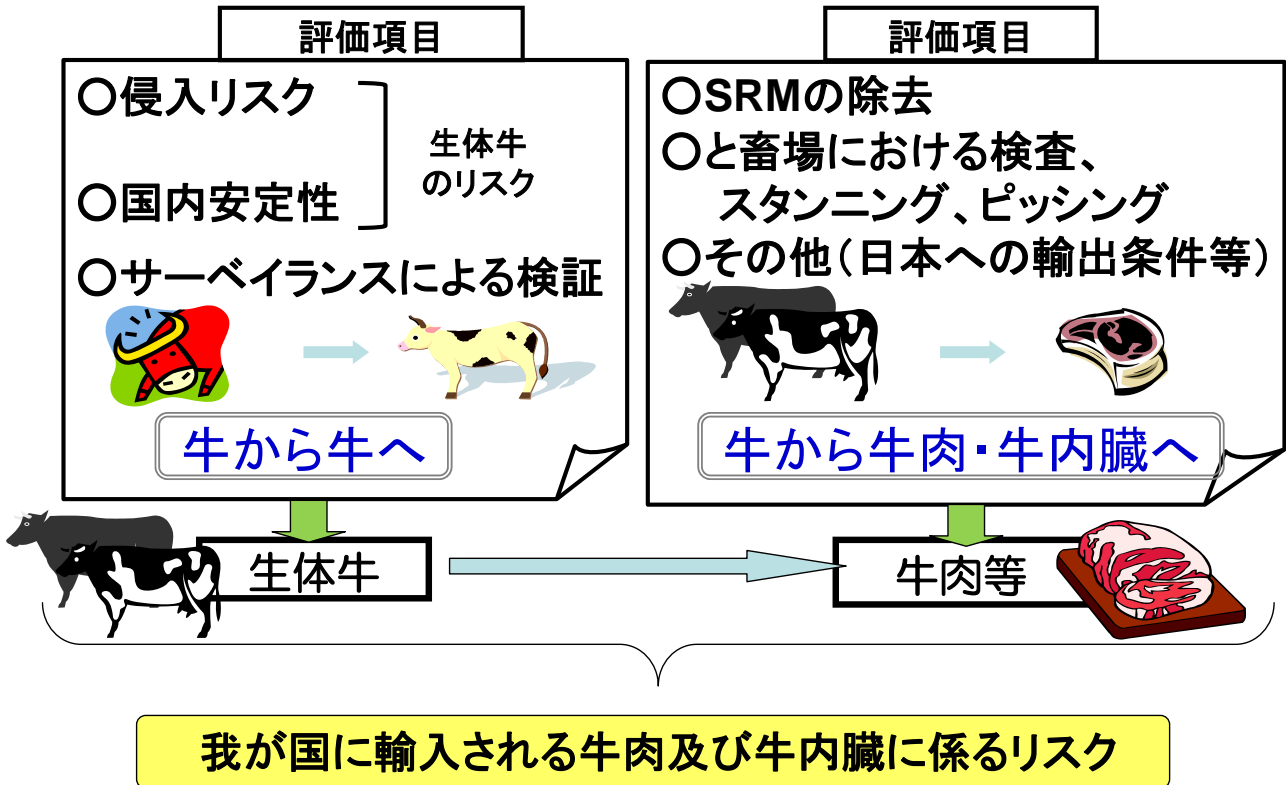 評価項目
○侵入リスク
○国内安定性
生体牛
のリスク
○サーベイランスによる検証
牛から牛へ
評価項目
○SRMの除去
○と畜場における検査、
スタンニング、ピッシング
○その他（日本への輸出条件等）
牛から牛肉・牛内臓へ
生体牛
牛肉等
我が国に輸入される牛肉及び牛内臓に係るリスク